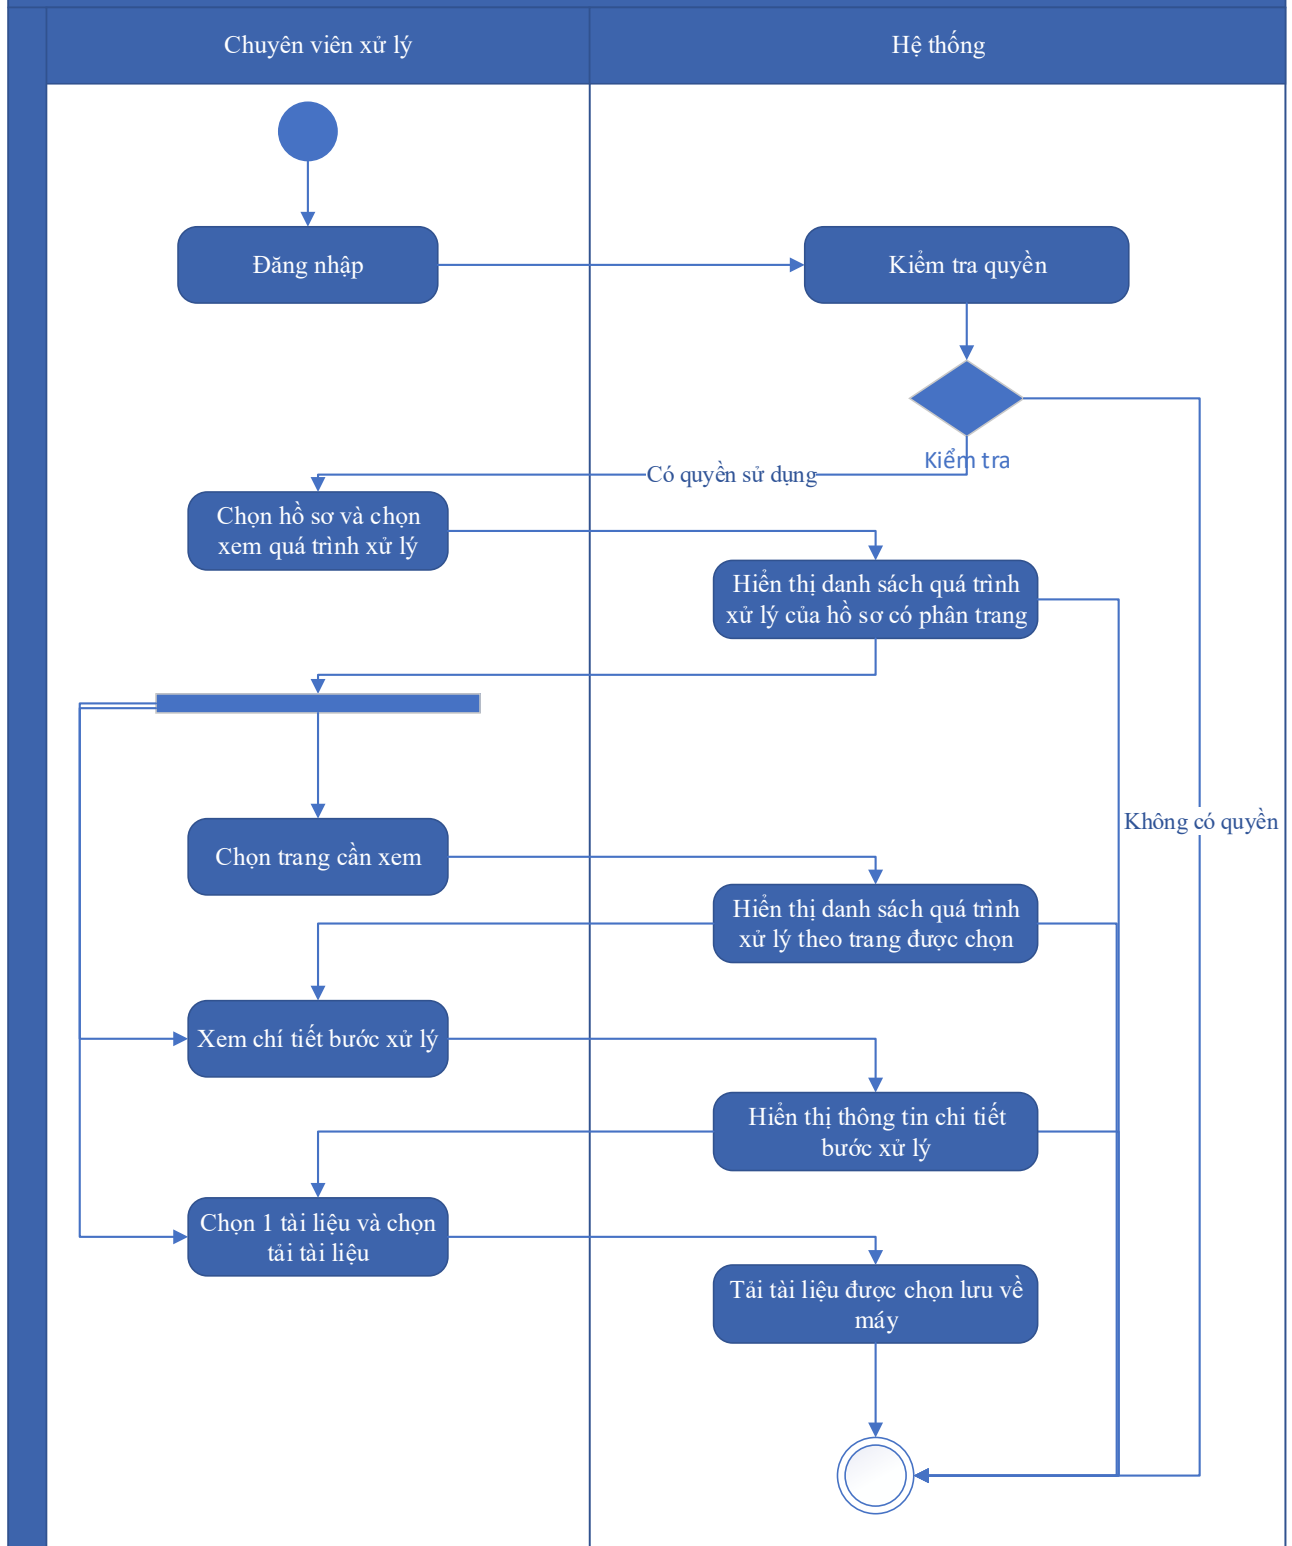 Chuyên viên xử lý
Hệ thống
Đăng nhập
Kiểm tra quyền
Kiểm tra
Có quyền sử dụng
Chọn hồ sơ và chọn
xem quá trình xử lý
Hiển thị danh sách quá trình
xử lý của hồ sơ có phân trang
Không có quyền
Chọn trang cần xem
Hiển thị danh sách quá trình
xử lý theo trang được chọn
Xem chí tiết bước xử lý
Hiển thị thông tin chi tiết
bước xử lý
Chọn 1 tài liệu và chọn
tải tài liệu
Tải tài liệu được chọn lưu về
máy